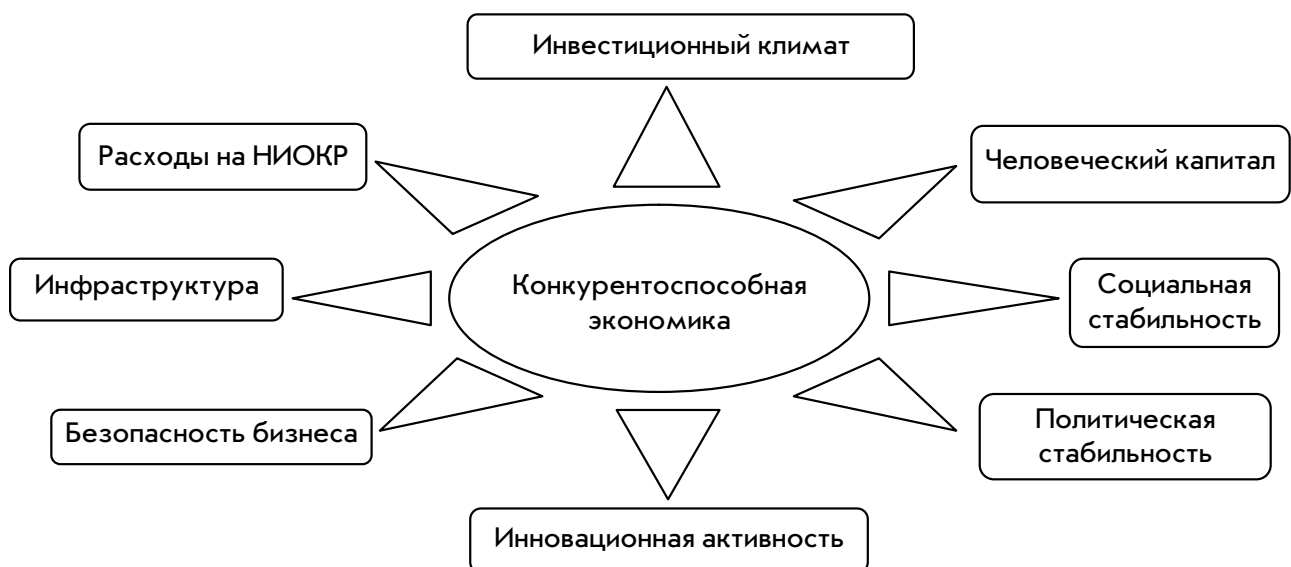 Инвестиционный климат
Расходы на НИОКР
Человеческий капитал
Инфраструктура
Конкурентоспособная
экономика
Социальная
стабильность
Безопасность бизнеса
Политическая
стабильность
Инновационная активность